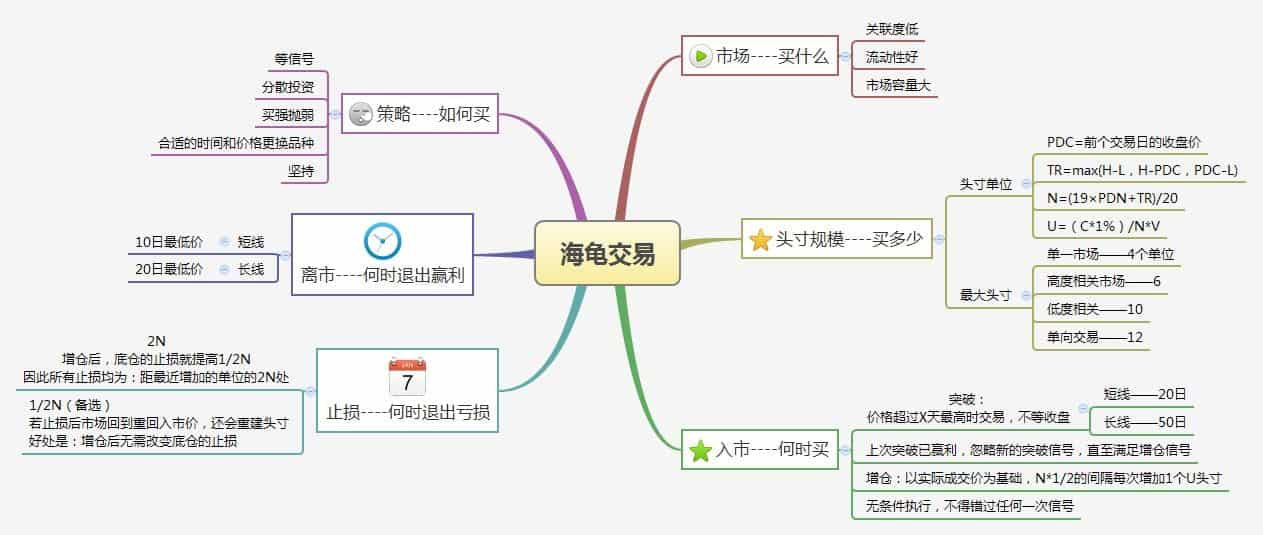 海龟交易
市场----买什么
关联度低
流动性好
市场容量大
头寸规模----买多少
头寸单位
PDC=前个交易日的收盘价
TR=max(H-L，H-PDC，PDC-L)
N=(19×PDN+TR)/20
U=（C*1%）/N*V
最大头寸
单一市场——4个单位
高度相关市场——6
低度相关——10
单向交易——12
入市----何时买
突破：
价格超过X天最高时交易，不等收盘
短线——20日
长线——50日
上次突破已赢利，忽略新的突破信号，直至满足增仓信号
增仓：以实际成交价为基础，N*1/2的间隔每次增加1个U头寸
无条件执行，不得错过任何一次信号
策略----如何买
等信号
分散投资
买强抛弱
合适的时间和价格更换品种
坚持
离市----何时退出赢利
短线
10日最低价
长线
20日最低价
JAN
7
止损----何时退出亏损
2N
增仓后，底仓的止损就提高1/2N
因此所有止损均为：距最近增加的单位的2N处
1/2N（备选）
若止损后市场回到重回入市价，还会重建头寸
好处是：增仓后无需改变底仓的止损